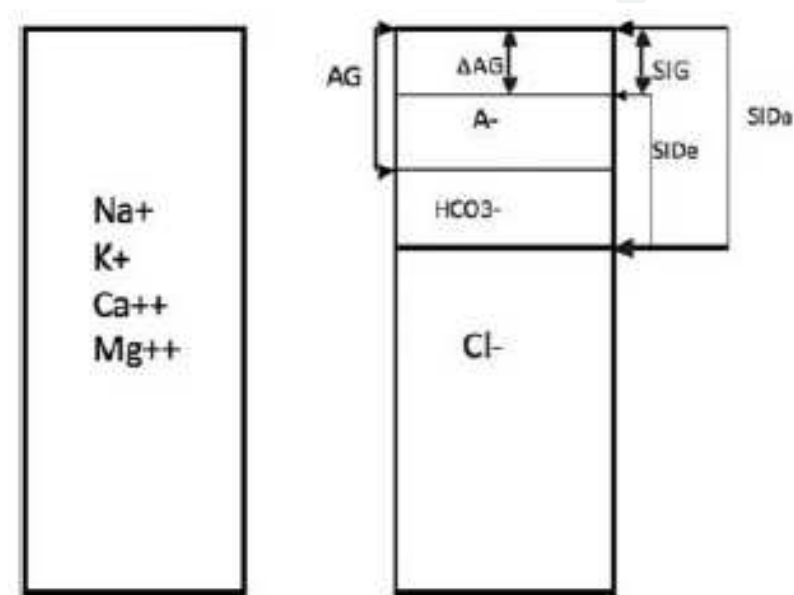 Na+
K+
Ca++
Mg++
AG
ΔAG
A-
HCO3-
Cl-
SIG
SIDe
SIDa